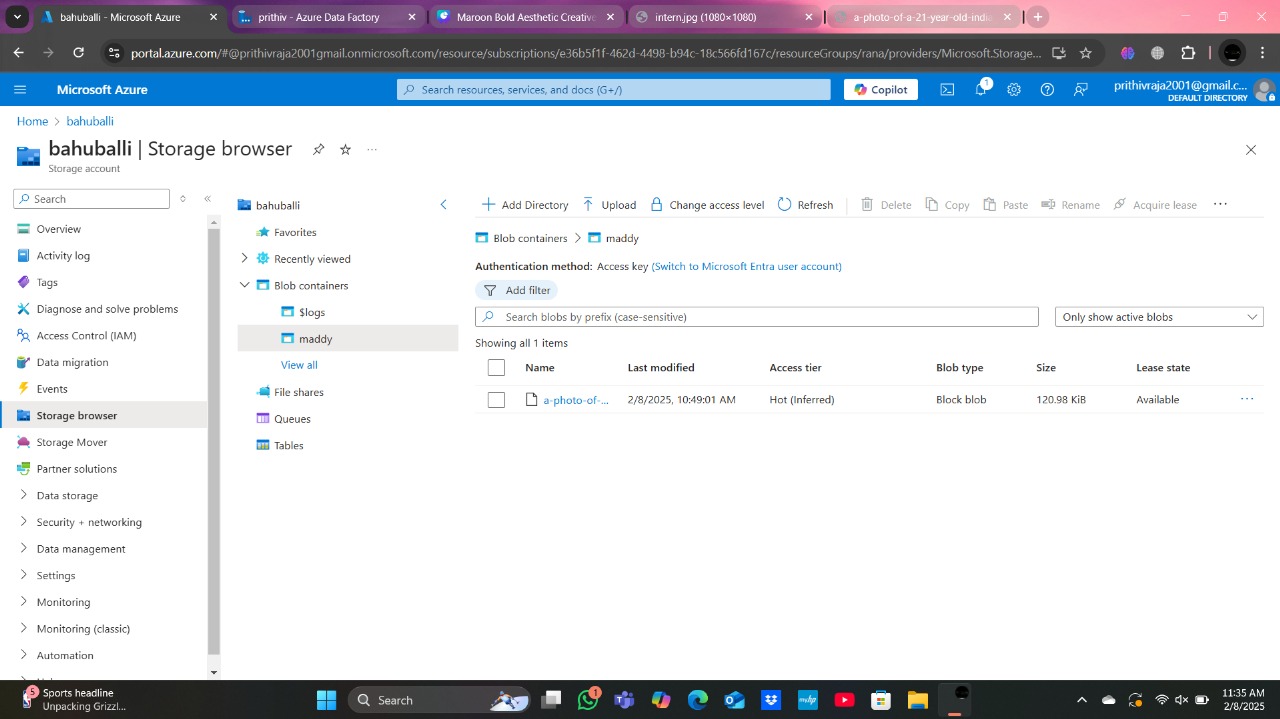 bahuballi - Microsoft Azure
prithiv - Azure Data Factory
Maroon Bold Aesthetic Creative
intern.jpg (1080×1080)
a-photo-of-a-21-year-old-india
portal.azure.com/#@prithivraja2001gmail.onmicrosoft.com/resource/subscriptions/e36b5f1f-462d-4498-b94c-18c566fd167c/resourceGroups/rana/providers/Microsoft.Storage...
Microsoft Azure
Search resources, services, and docs (G+/)
Copilot
1
prithivraja2001@gmail.c...
DEFAULT DIRECTORY
Home > bahuballi
bahuballi | Storage browser
Storage account
Search
Overview
Activity log
Tags
Diagnose and solve problems
Access Control (IAM)
Data migration
Events
Storage browser
Storage Mover
Partner solutions
Data storage
Security + networking
Data management
Settings
Monitoring
Monitoring (classic)
Automation
bahuballi
Favorites
Recently viewed
Blob containers
$logs
maddy
View all
File shares
Queues
Tables
Add Directory
Upload
Change access level
Refresh
Delete
Copy
Paste
Rename
Acquire lease
Blob containers > maddy
Authentication method: Access key (Switch to Microsoft Entra user account)
Add filter
Search blobs by prefix (case-sensitive)
Only show active blobs
Showing all 1 items
Name Last modified Access tier Blob type Size Lease state
a-photo-of-... 2/8/2025, 10:49:01 AM Hot (Inferred) Block blob 120.98 KiB Available
5
Sports headline
Unpacking Grizzl...
Search
1
11:35 AM
2/8/2025